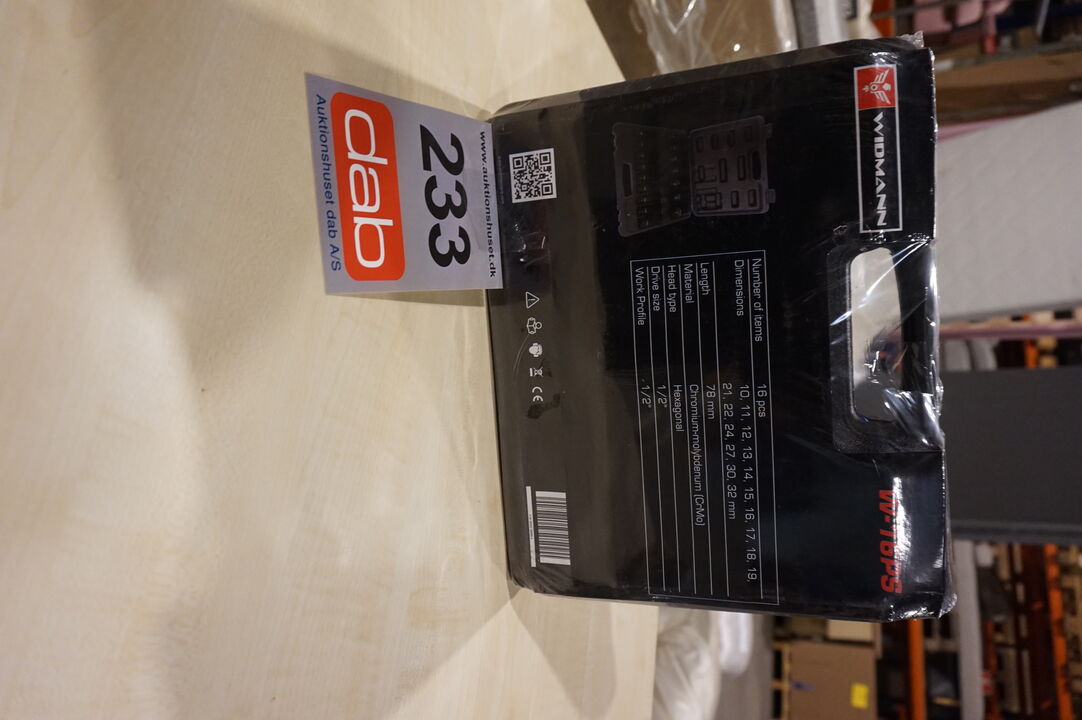 WIDMANN
W-16PS
Number of items 16 pcs
Dimensions 10, 11, 12, 13, 14, 15, 16, 17, 18, 19,
21, 22, 24, 27, 30, 32 mm
Length 78 mm
Material Chromium-molybdenum (CrMo)
Head type Hexagonal
Drive size 1/2"
Work Profile 1/2"
CE
www.auktionshuset.dk
233
dab
Auktionshuset dab A/S